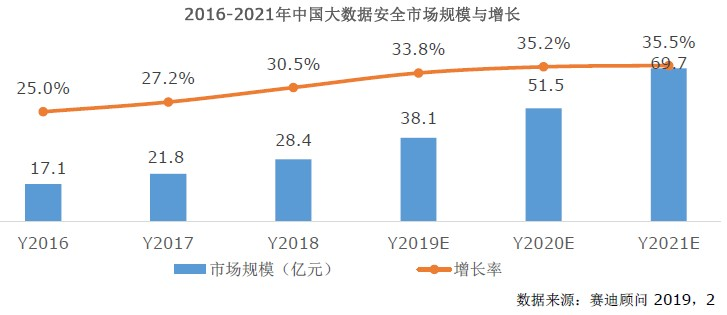 2016-2021年中国大数据安全市场规模与增长
25.0% 27.2% 30.5% 33.8% 35.2% 35.5%
17.1 21.8 28.4 38.1 51.5 69.7
Y2016 Y2017 Y2018 Y2019E Y2020E Y2021E
市场规模（亿元） 增长率
数据来源：赛迪顾问 2019，2